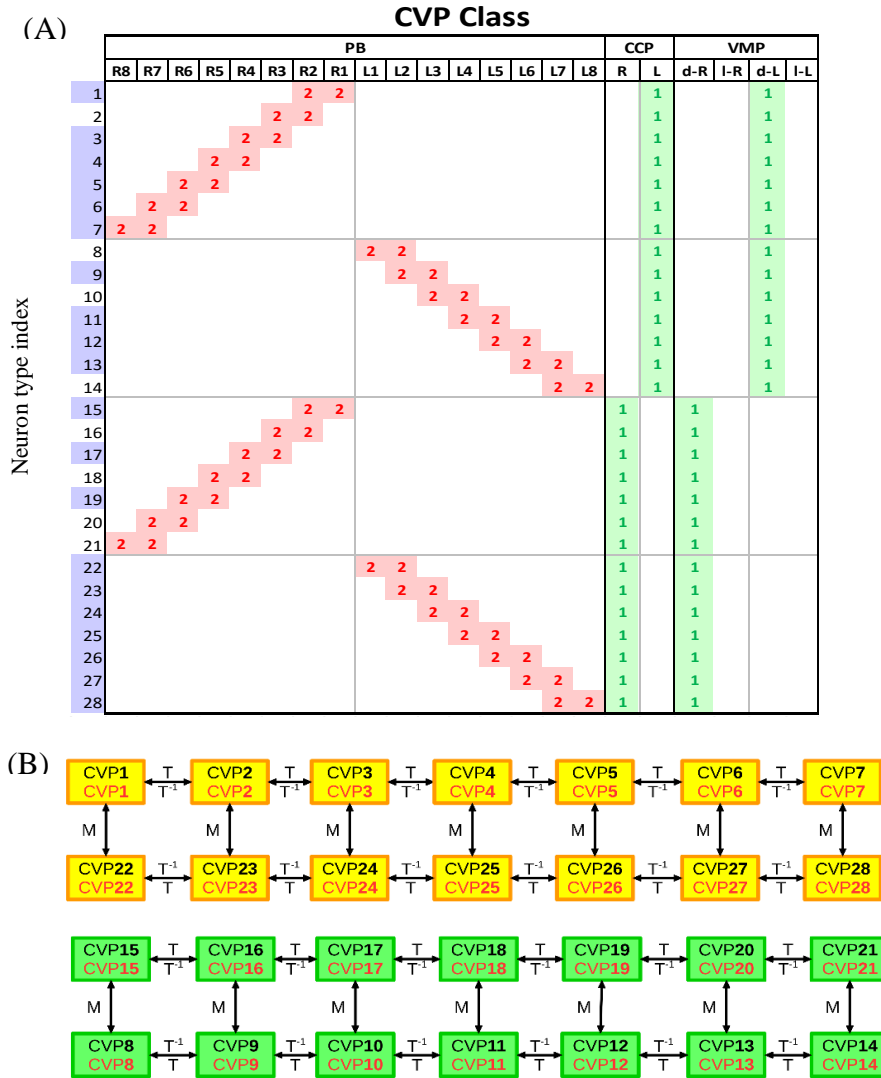 CVP Class
(A)
PB CCP VMP
R8 R7 R6 R5 R4 R3 R2 R1 L1 L2 L3 L4 L5 L6 L7 L8 R L d-R l-R d-L l-L
Neuron type index
1 2 2 1 1
2 2 2 1 1
3 2 2 1 1
4 2 2 1 1
5 2 2 1 1
6 2 2 1 1
7 2 2 1 1
8 2 2 1 1
9 2 2 1 1
10 2 2 1 1
11 2 2 1 1
12 2 2 1 1
13 2 2 1 1
14 2 2 1 1
15 2 2 1 1
16 2 2 1 1
17 2 2 1 1
18 2 2 1 1
19 2 2 1 1
20 2 2 1 1
21 2 2 1 1
22 2 2 1 1
23 2 2 1 1
24 2 2 1 1
25 2 2 1 1
26 2 2 1 1
27 2 2 1 1
28 2 2 1 1
(B)
CVP1 T CVP2 T CVP3 T CVP4 T CVP5 T CVP6 T CVP7
CVP1 T-1 CVP2 T-1 CVP3 T-1 CVP4 T-1 CVP5 T-1 CVP6 T-1 CVP7
M M M M M M M
CVP22 T-1 CVP23 T-1 CVP24 T-1 CVP25 T-1 CVP26 T-1 CVP27 T-1 CVP28
CVP22 T CVP23 T CVP24 T CVP25 T CVP26 T CVP27 T CVP28
CVP15 T CVP16 T CVP17 T CVP18 T CVP19 T CVP20 T CVP21
CVP15 T-1 CVP16 T-1 CVP17 T-1 CVP18 T-1 CVP19 T-1 CVP20 T-1 CVP21
M M M M M M M
CVP8 T-1 CVP9 T-1 CVP10 T-1 CVP11 T-1 CVP12 T-1 CVP13 T-1 CVP14
CVP8 T CVP9 T CVP10 T CVP11 T CVP12 T CVP13 T CVP14